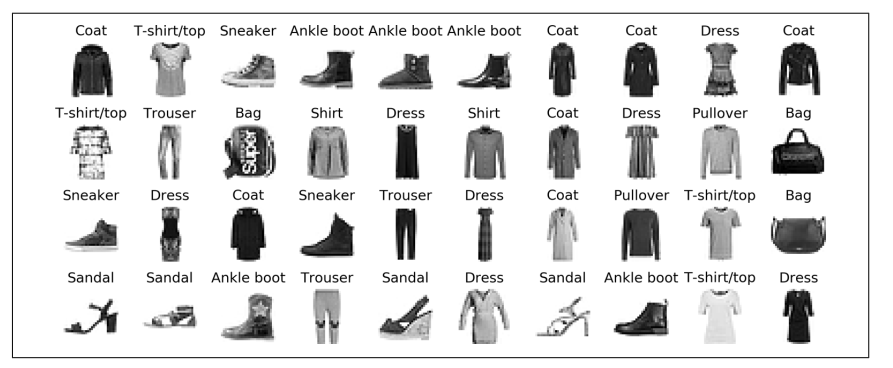 Coat T-shirt/top Sneaker Ankle boot Ankle boot Ankle boot Coat Coat Dress Coat
T-shirt/top Trouser Bag Shirt Dress Shirt Coat Dress Pullover Bag
Super
Sneaker Dress Coat Sneaker Trouser Dress Coat Pullover T-shirt/top Bag
Sandal Sandal Ankle boot Trouser Sandal Dress Sandal Ankle boot T-shirt/top Dress